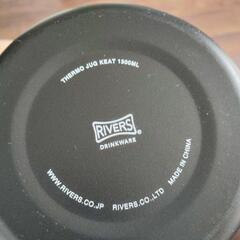 THERMO JUG KEAT 1500ML
RIVERS®
DRINKWARE
WWW.RIVERS.CO.JP RIVERS.CO.,LTD MADE IN CHINA